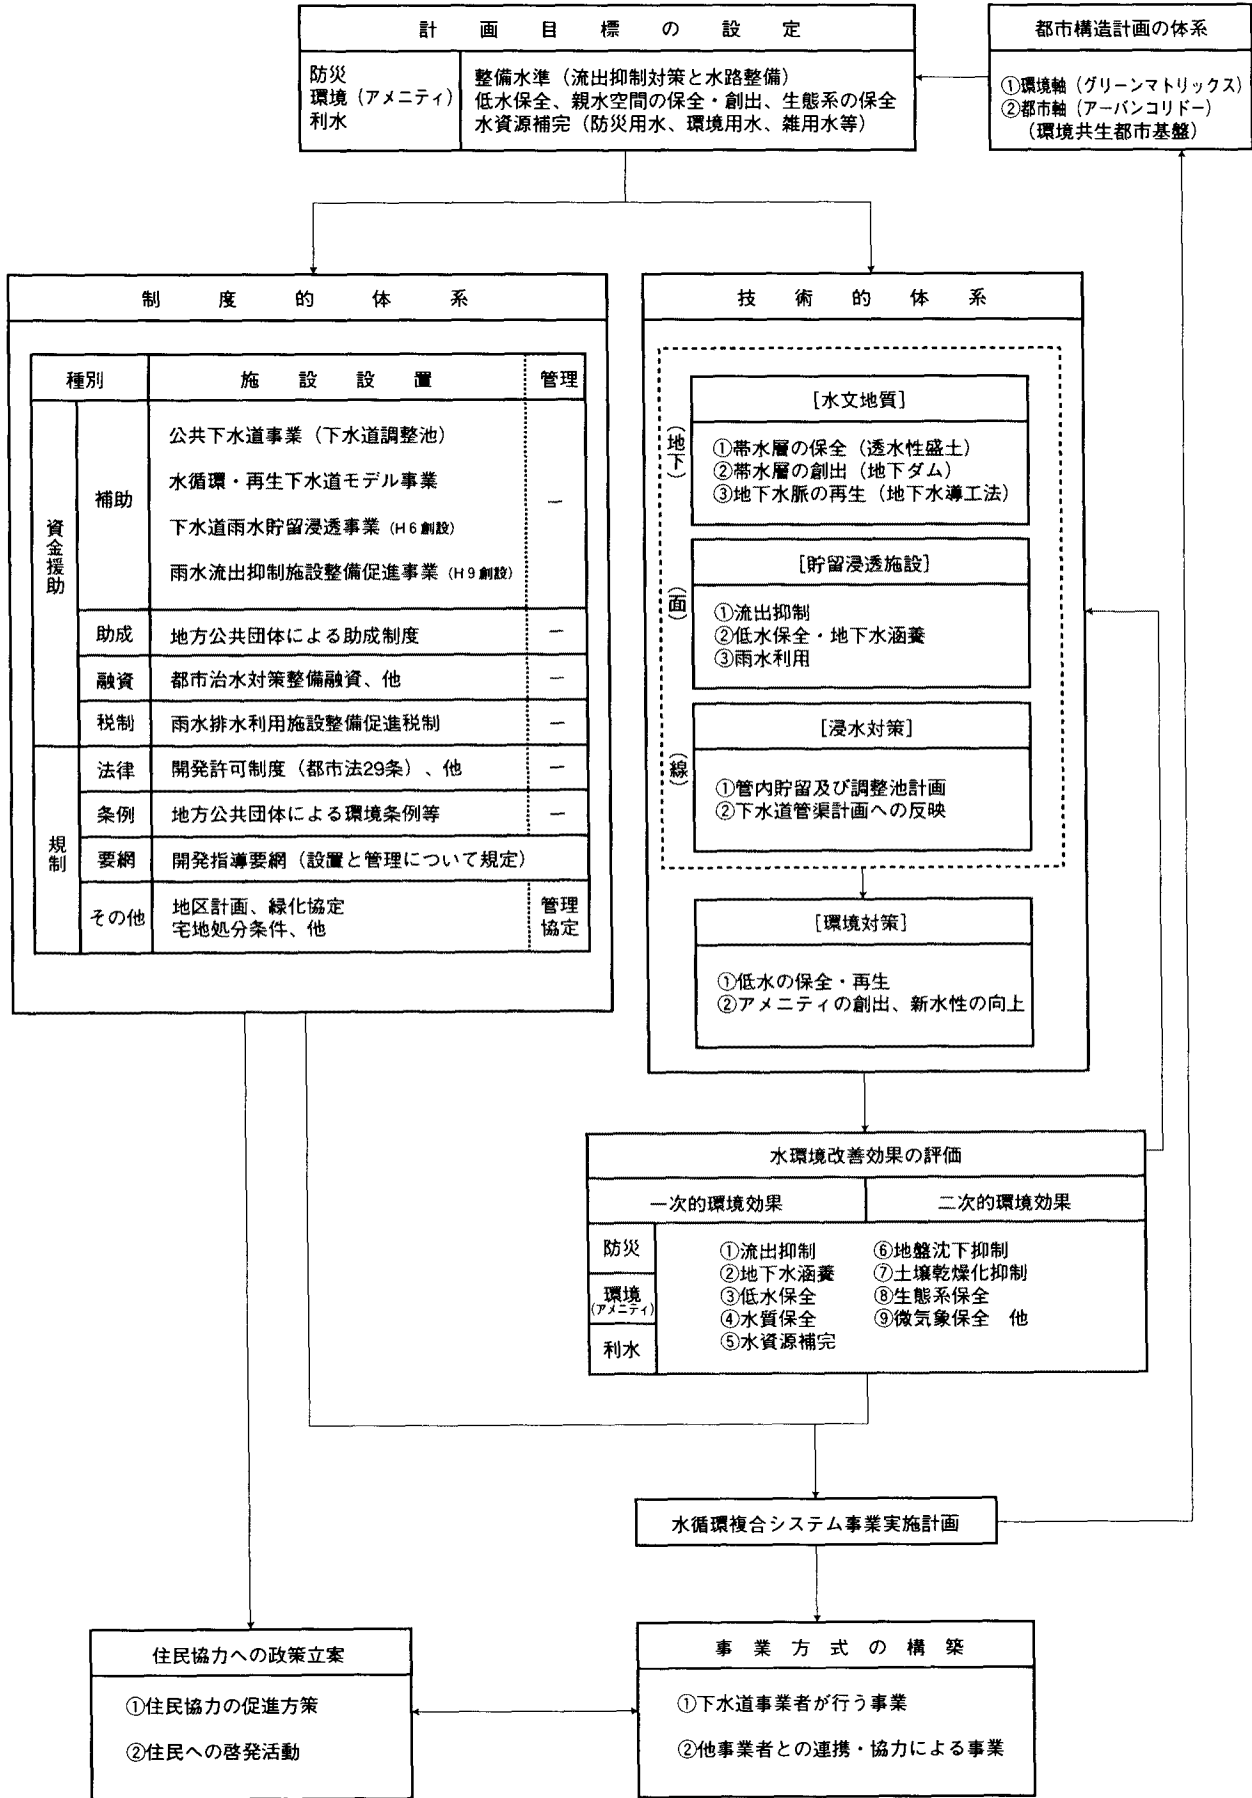 計画目標の設定
防災
環境（アメニティ）
利水
整備水準（流出抑制対策と水路整備）
低水保全、親水空間の保全・創出、生態系の保全
水資源補完（防災用水、環境用水、雑用水等）
都市構造計画の体系
①環境軸（グリーンマトリックス）
②都市軸（アーバンコリドー）
（環境共生都市基盤）
制度的体系
種別 施設設置 管理
資金援助
補助
公共下水道事業（下水道調整池）
水循環・再生下水道モデル事業
下水道雨水貯留浸透事業（H6創設）
雨水流出抑制施設整備促進事業（H9創設）
―
助成 地方公共団体による助成制度 ―
融資 都市治水対策整備融資、他 ―
税制 雨水排水利用施設整備促進税制 ―
規制
法律 開発許可制度（都市法29条）、他 ―
条例 地方公共団体による環境条例等 ―
要網 開発指導要網（設置と管理について規定）
その他
地区計画、緑化協定
宅地処分条件、他
管理
協定
技術的体系
（地下）
［水文地質］
①帯水層の保全（透水性盛土）
②帯水層の創出（地下ダム）
③地下水脈の再生（地下水導工法）
（面）
［貯留浸透施設］
①流出抑制
②低水保全・地下水涵養
③雨水利用
（線）
［浸水対策］
①管内貯留及び調整池計画
②下水道管渠計画への反映
［環境対策］
①低水の保全・再生
②アメニティの創出、新水性の向上
水環境改善効果の評価
一次的環境効果 二次的環境効果
防災
環境
（アメニティ）
利水
①流出抑制
②地下水涵養
③低水保全
④水質保全
⑤水資源補完
⑥地盤沈下抑制
⑦土壌乾燥化抑制
⑧生態系保全
⑨微気象保全　他
水循環複合システム事業実施計画
住民協力への政策立案
①住民協力の促進方策
②住民への啓発活動
事業方式の構築
①下水道事業者が行う事業
②他事業者との連携・協力による事業